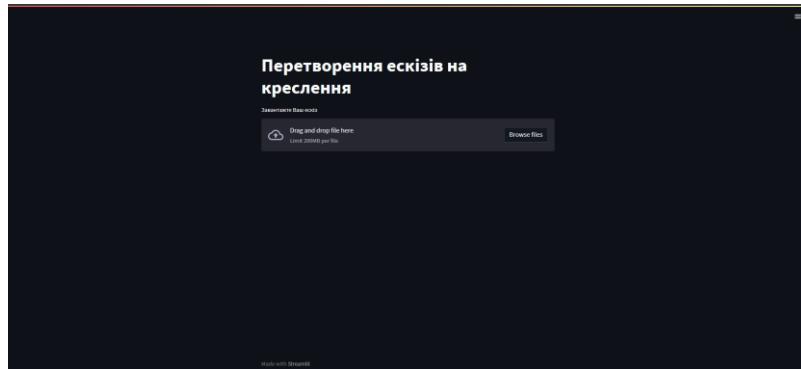 Перетворення ескізів на
креслення
Завантажте Ваш ескіз
Drag and drop file here
Limit 200MB per file
Browse files
Made with Streamlit